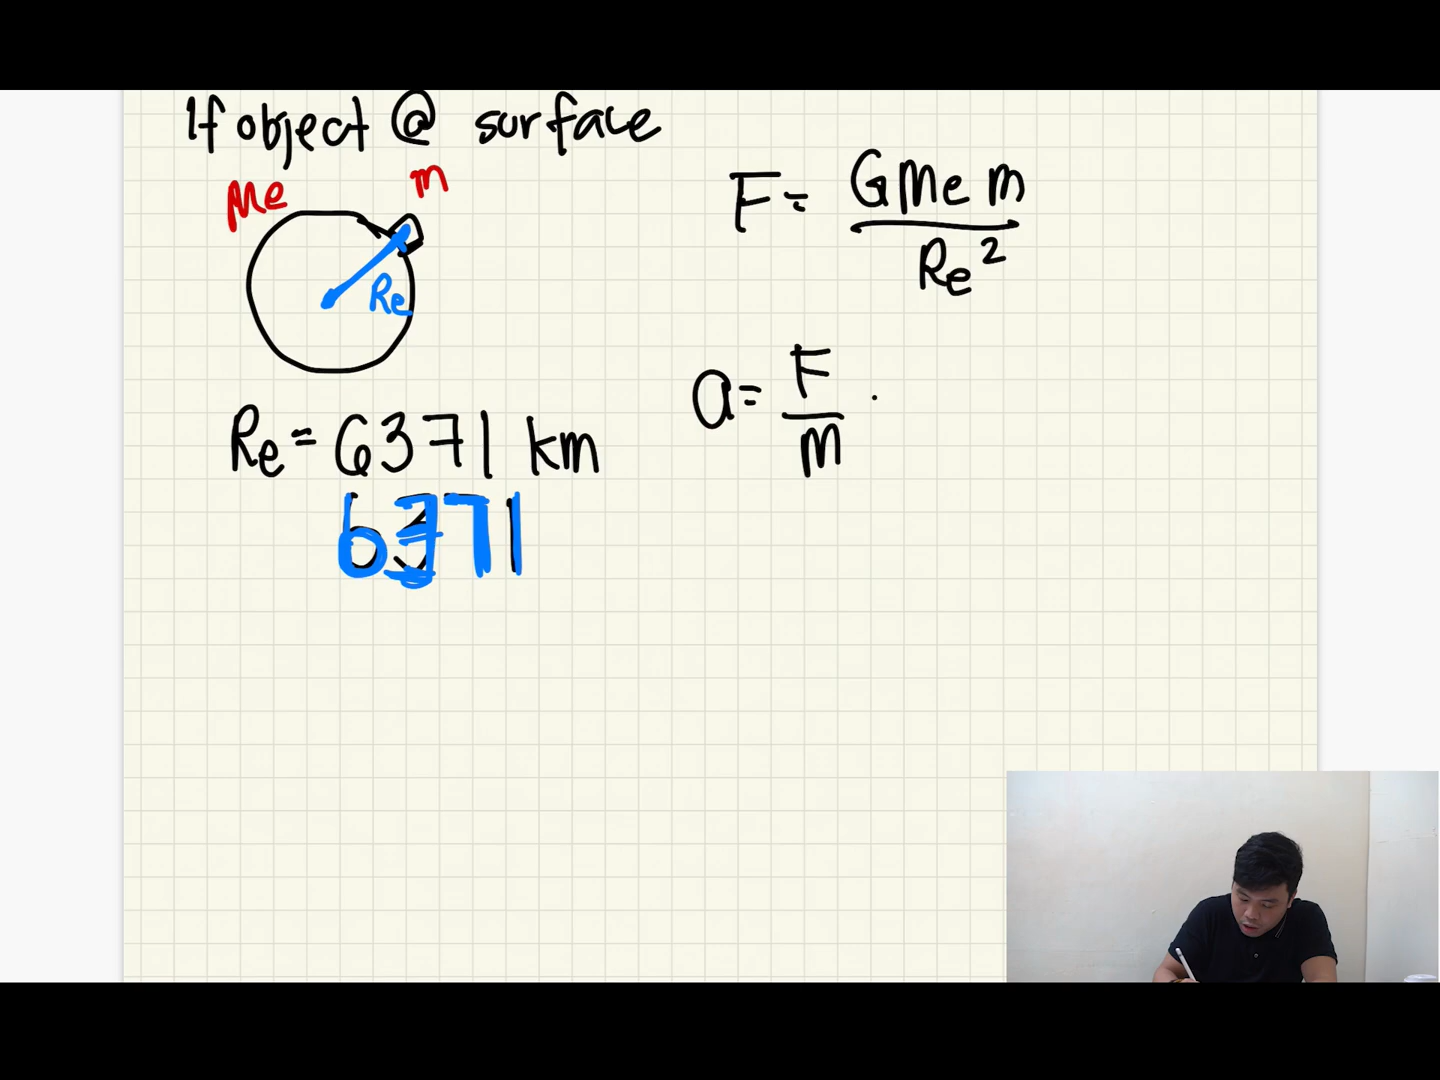 If object @ surface
Me
m
Re
Re = 6371 km
6371
F = GMe m / Re²
a = F / m